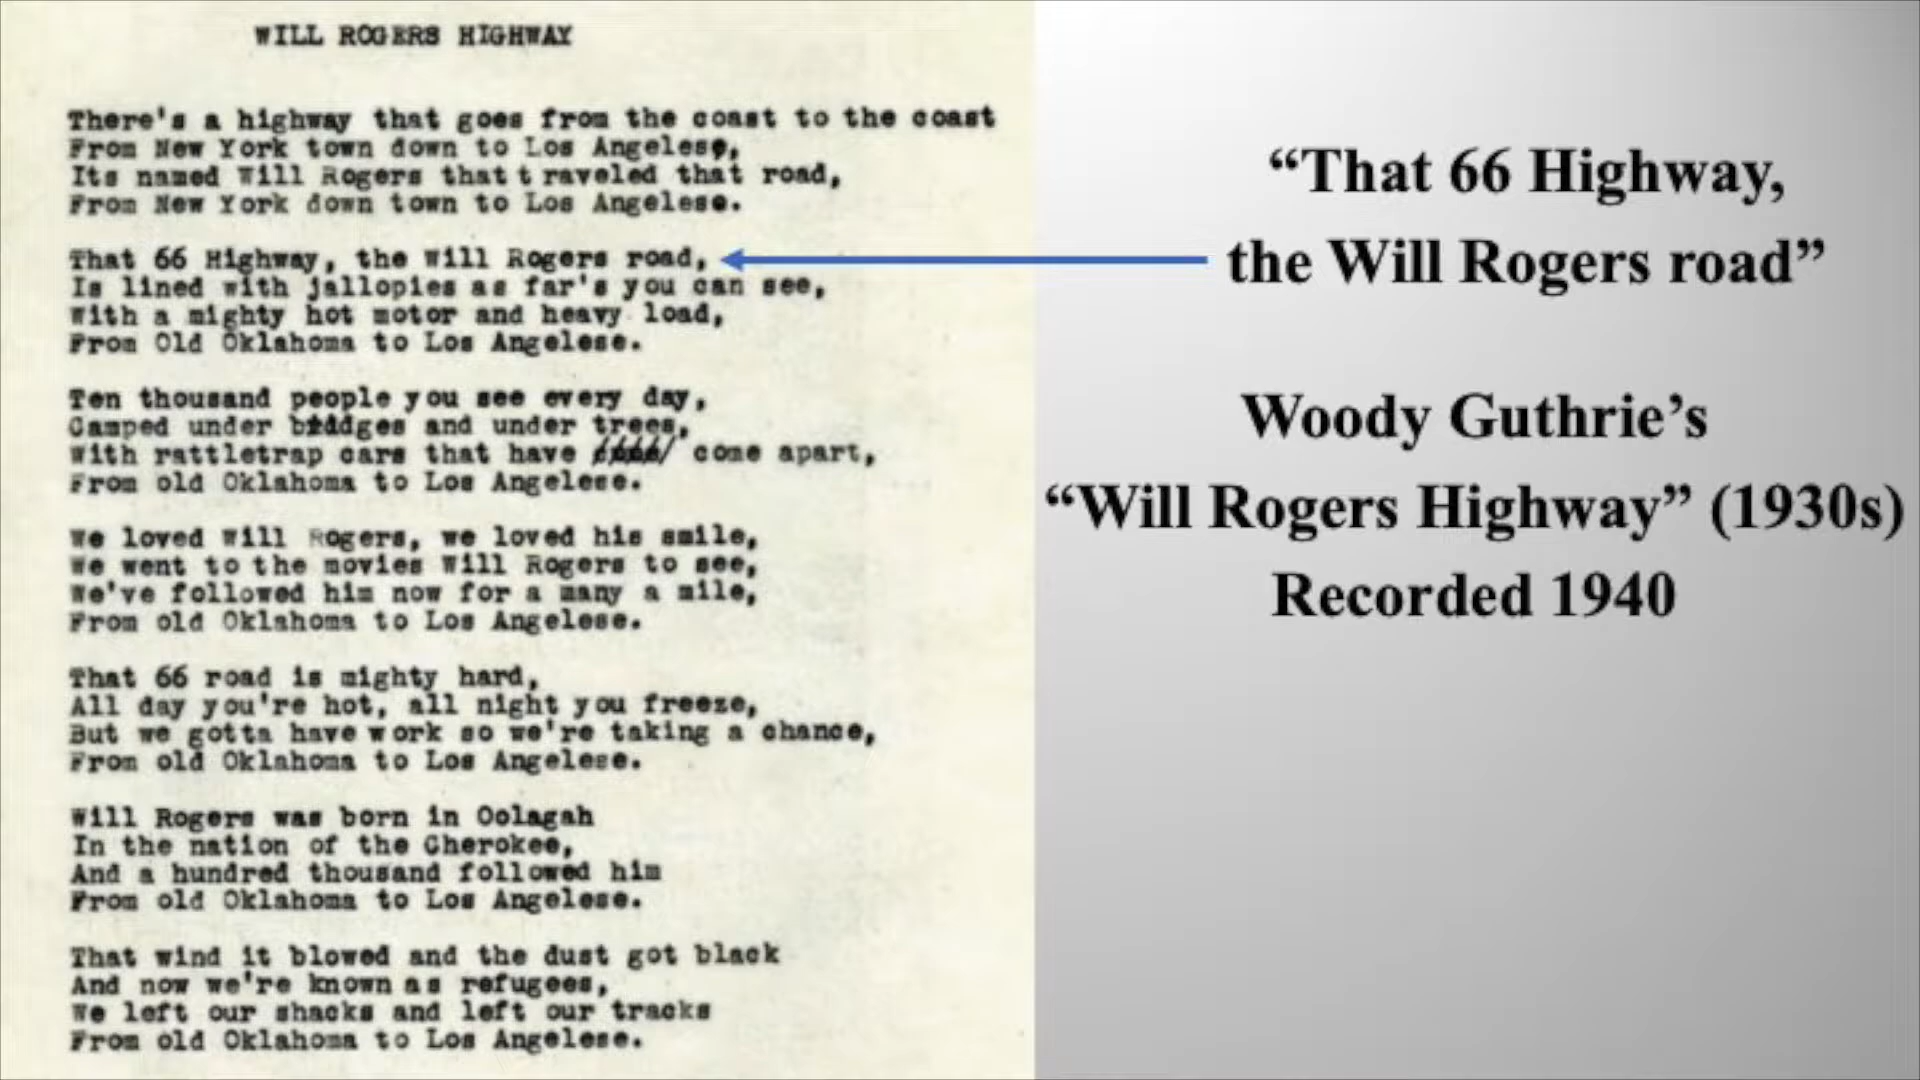 WILL ROGERS HIGHWAY
There's a highway that goes from the coast to the coast
From New York town down to Los Angelese,
Its named Will Rogers that t raveled that road,
From New York down town to Los Angelese.
That 66 Highway, the Will Rogers road,
Is lined with jallopies as far's you can see,
With a mighty hot motor and heavy load,
From Old Oklahoma to Los Angelese.
Ten thousand people you see every day,
Camped under bridges and under trees,
With rattletrap cars that have come apart,
From old Oklahoma to Los Angelese.
We loved Will Rogers, we loved his smile,
We went to the movies Will Rogers to see,
We've followed him now for a many a mile,
From old Oklahoma to Los Angelese.
That 66 road is mighty hard,
All day you're hot, all night you freeze,
But we gotta have work so we're taking a chance,
From old Oklahoma to Los Angelese.
Will Rogers was born in Oolagah
In the nation of the Cherokee,
And a hundred thousand followed him
From old Oklahoma to Los Angelese.
That wind it blowed and the dust got black
And now we're known as refugees,
We left our shacks and left our tracks
From old Oklahoma to Los Angelese.
“That 66 Highway,
the Will Rogers road”
Woody Guthrie’s
“Will Rogers Highway” (1930s)
Recorded 1940